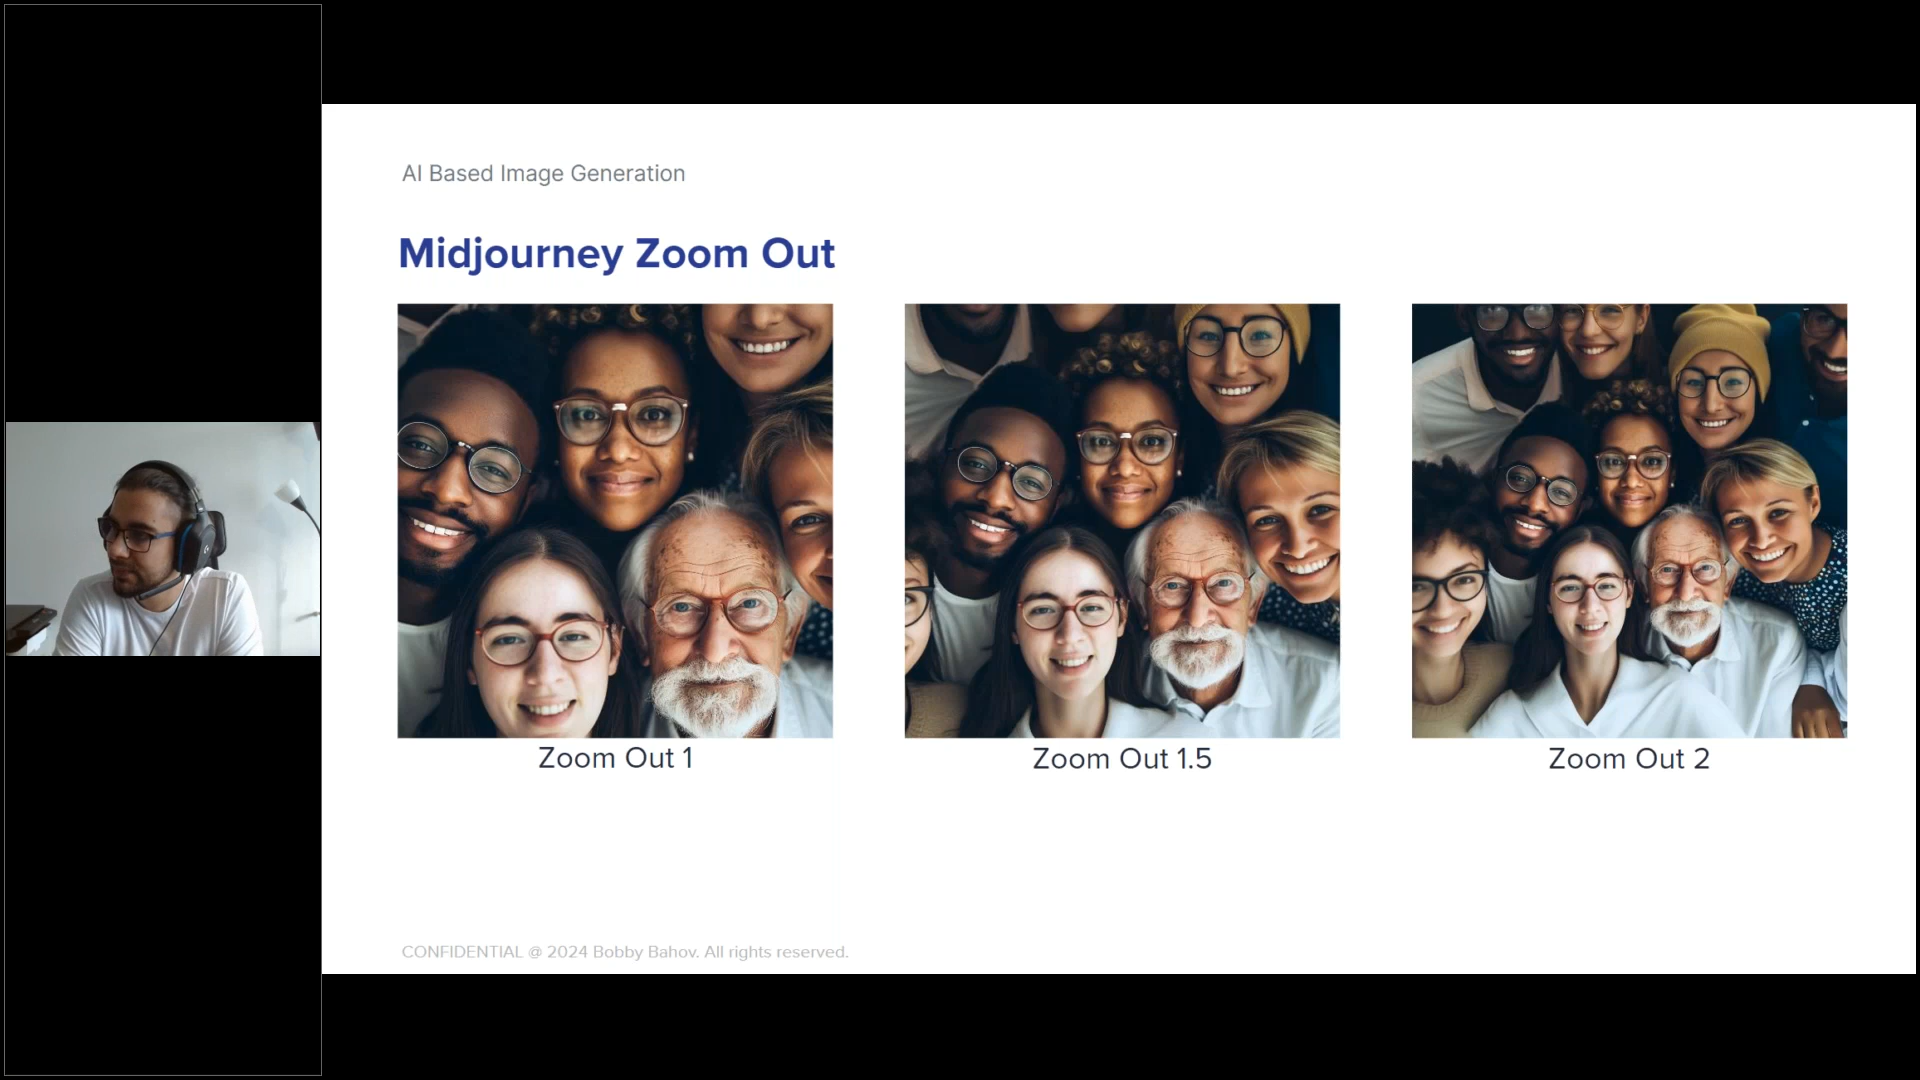 AI Based Image Generation
Midjourney Zoom Out
Zoom Out 1
Zoom Out 1.5
Zoom Out 2
CONFIDENTIAL @ 2024 Bobby Bahov. All rights reserved.